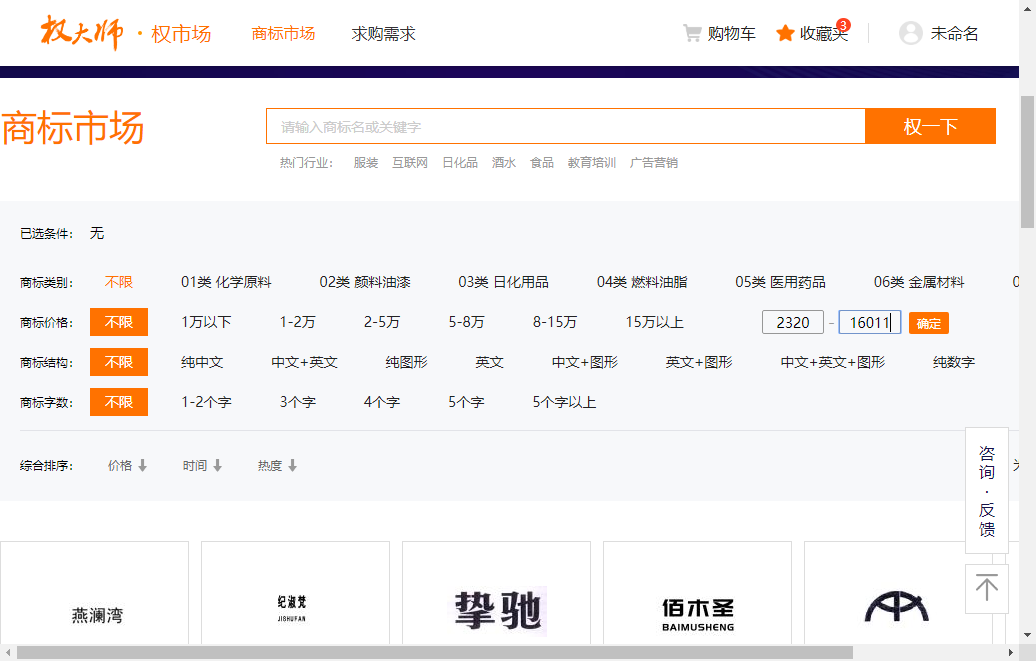 权大师 · 权市场 商标市场 求购需求 购物车 收藏夹 3 未命名
商标市场 请输入商标名或关键字 权一下
热门行业： 服装 互联网 日化品 酒水 食品 教育培训 广告营销
已选条件： 无
商标类别： 不限 01类 化学原料 02类 颜料油漆 03类 日化用品 04类 燃料油脂 05类 医用药品 06类 金属材料 0
商标价格： 不限 1万以下 1-2万 2-5万 5-8万 8-15万 15万以上 2320 - 16011 确定
商标结构： 不限 纯中文 中文+英文 纯图形 英文 中文+图形 英文+图形 中文+英文+图形 纯数字
商标字数： 不限 1-2个字 3个字 4个字 5个字 5个字以上
综合排序： 价格 时间 热度
咨询·反馈
燕澜湾 纪淑梵 挚驰 佰木圣
JISHUFAN BAIMUSHENG